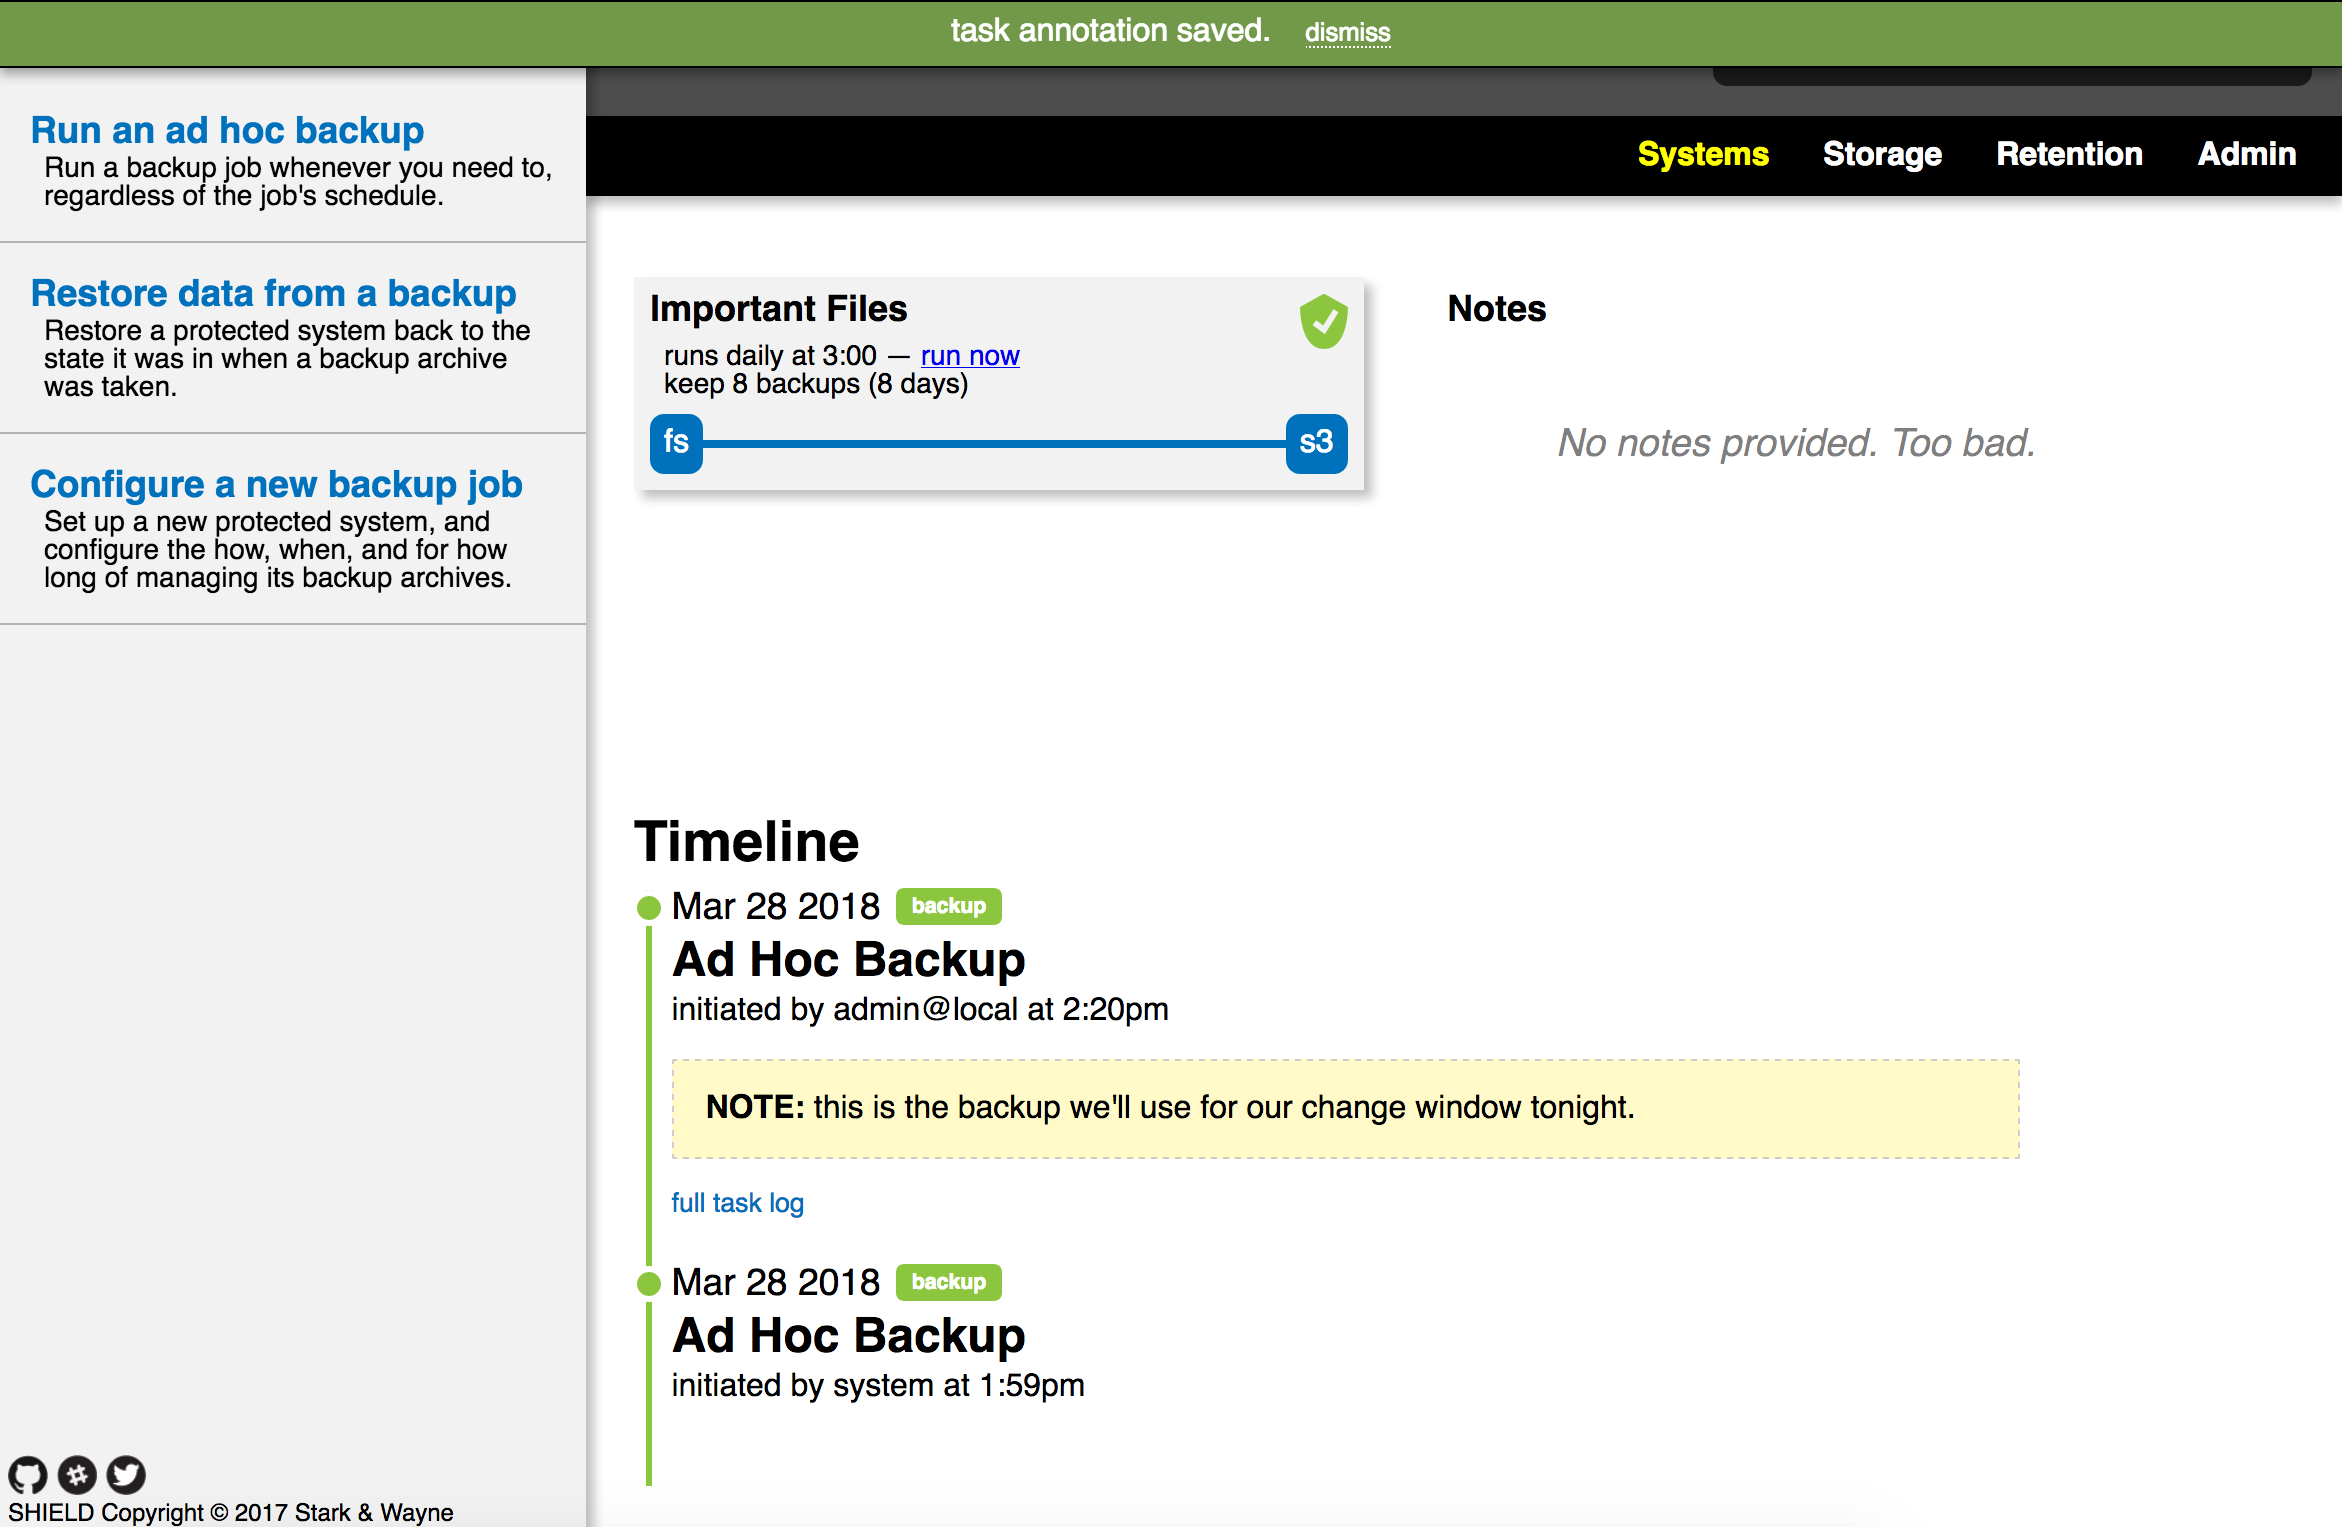 task annotation saved. dismiss
Run an ad hoc backup
Run a backup job whenever you need to,
regardless of the job's schedule.
Restore data from a backup
Restore a protected system back to the
state it was in when a backup archive
was taken.
Configure a new backup job
Set up a new protected system, and
configure the how, when, and for how
long of managing its backup archives.
SHIELD Copyright © 2017 Stark & Wayne
Systems Storage Retention Admin
Important Files
runs daily at 3:00 — run now
keep 8 backups (8 days)
fs s3
Notes
No notes provided. Too bad.
Timeline
Mar 28 2018 backup
Ad Hoc Backup
initiated by admin@local at 2:20pm
NOTE: this is the backup we'll use for our change window tonight.
full task log
Mar 28 2018 backup
Ad Hoc Backup
initiated by system at 1:59pm